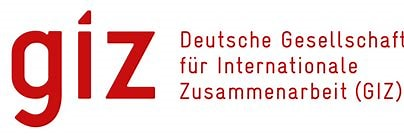 giz
Deutsche Gesellschaft
für Internationale
Zusammenarbeit (GIZ)